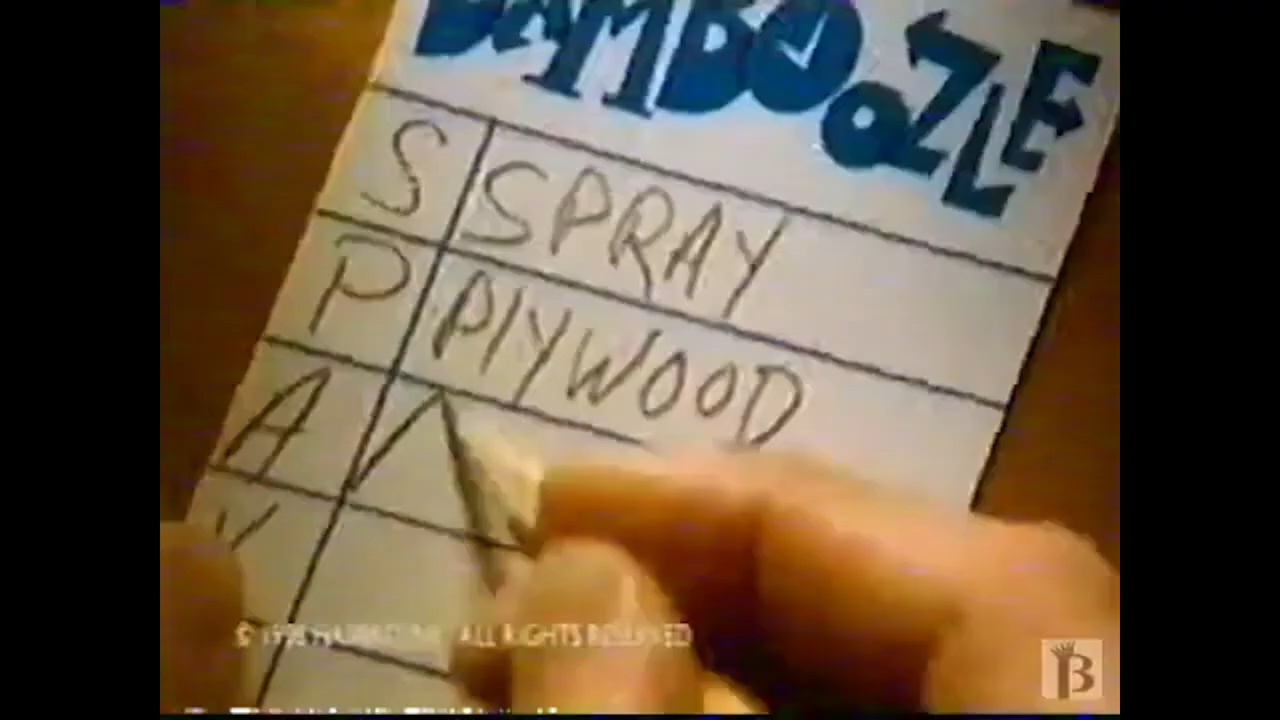 BAMBOOZLE
S SPRAY
P PlYWOOD
A
Y
ALL RIGHTS RESERVED
B